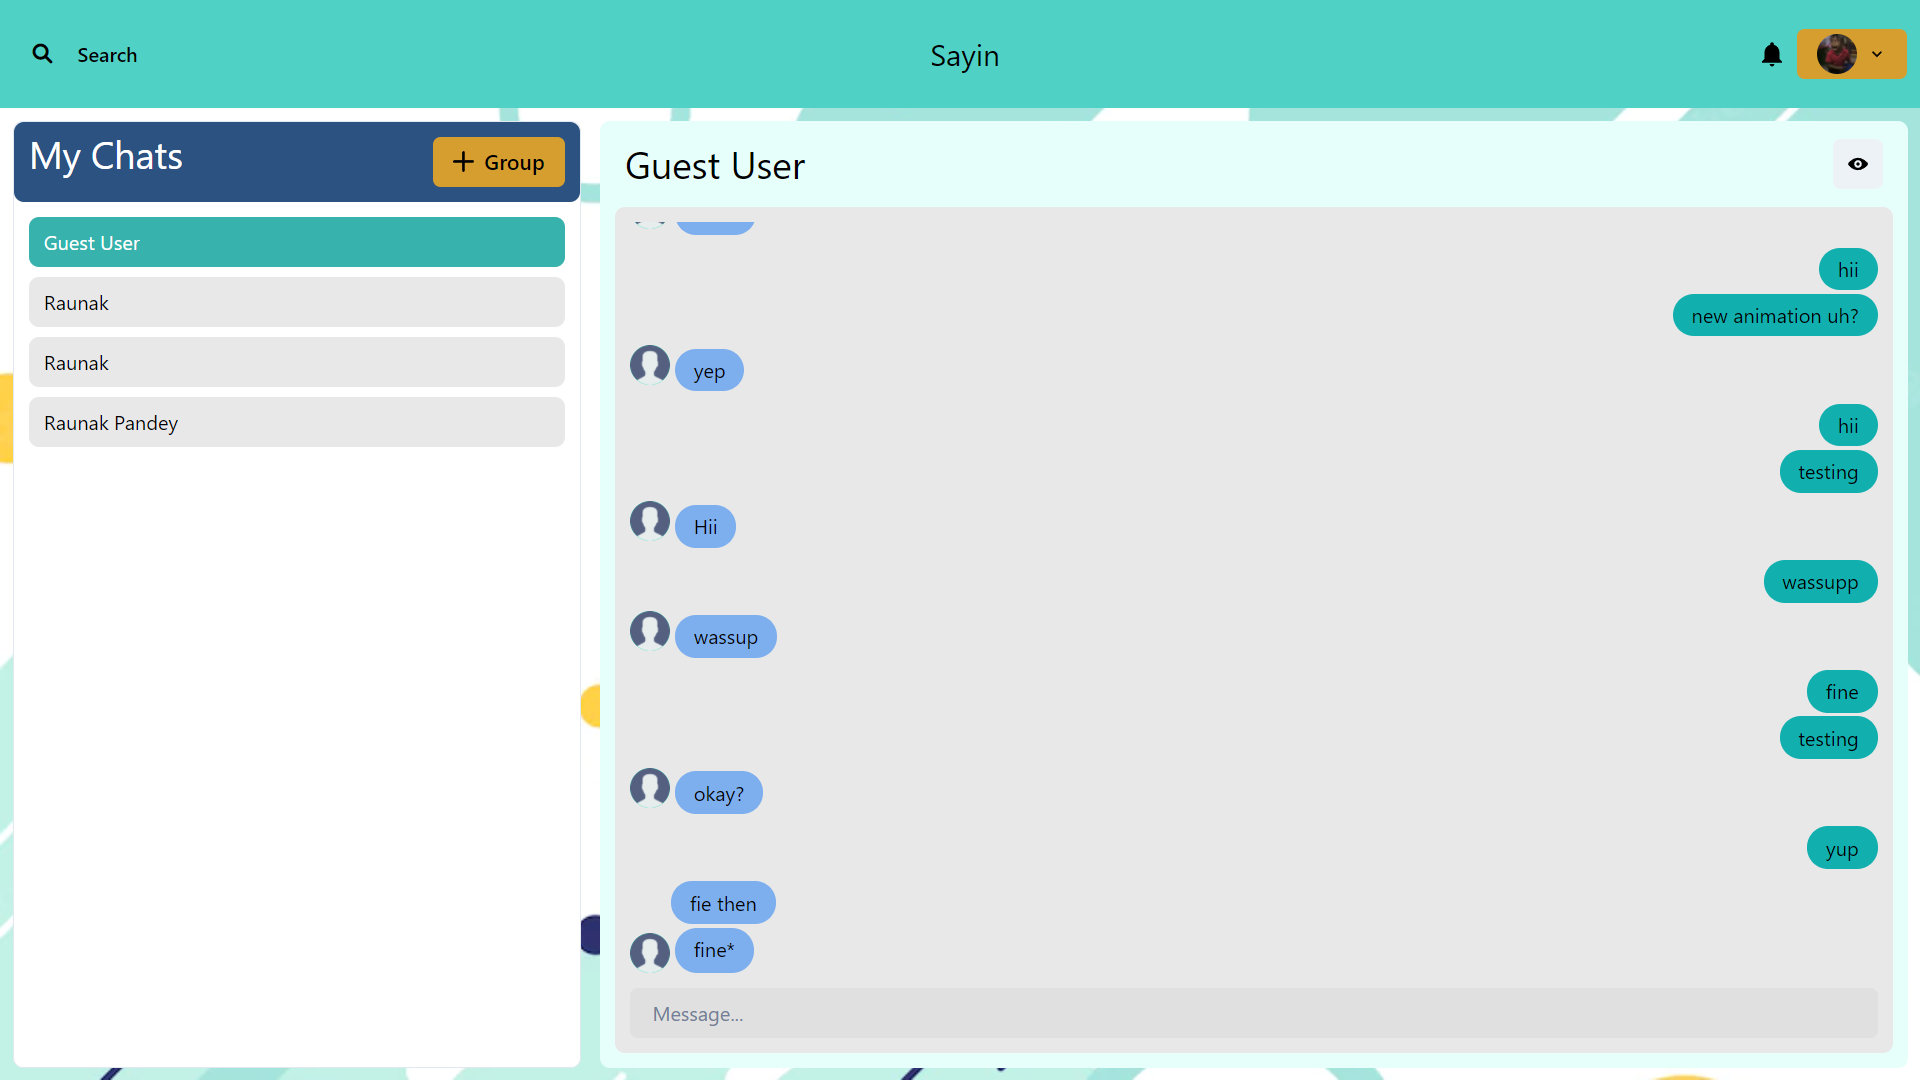 Search
Sayin
My Chats
Group
Guest User
Raunak
Raunak
Raunak Pandey
Guest User
hii
new animation uh?
yep
hii
testing
Hii
wassupp
wassup
fine
testing
okay?
yup
fie then
fine*
Message...